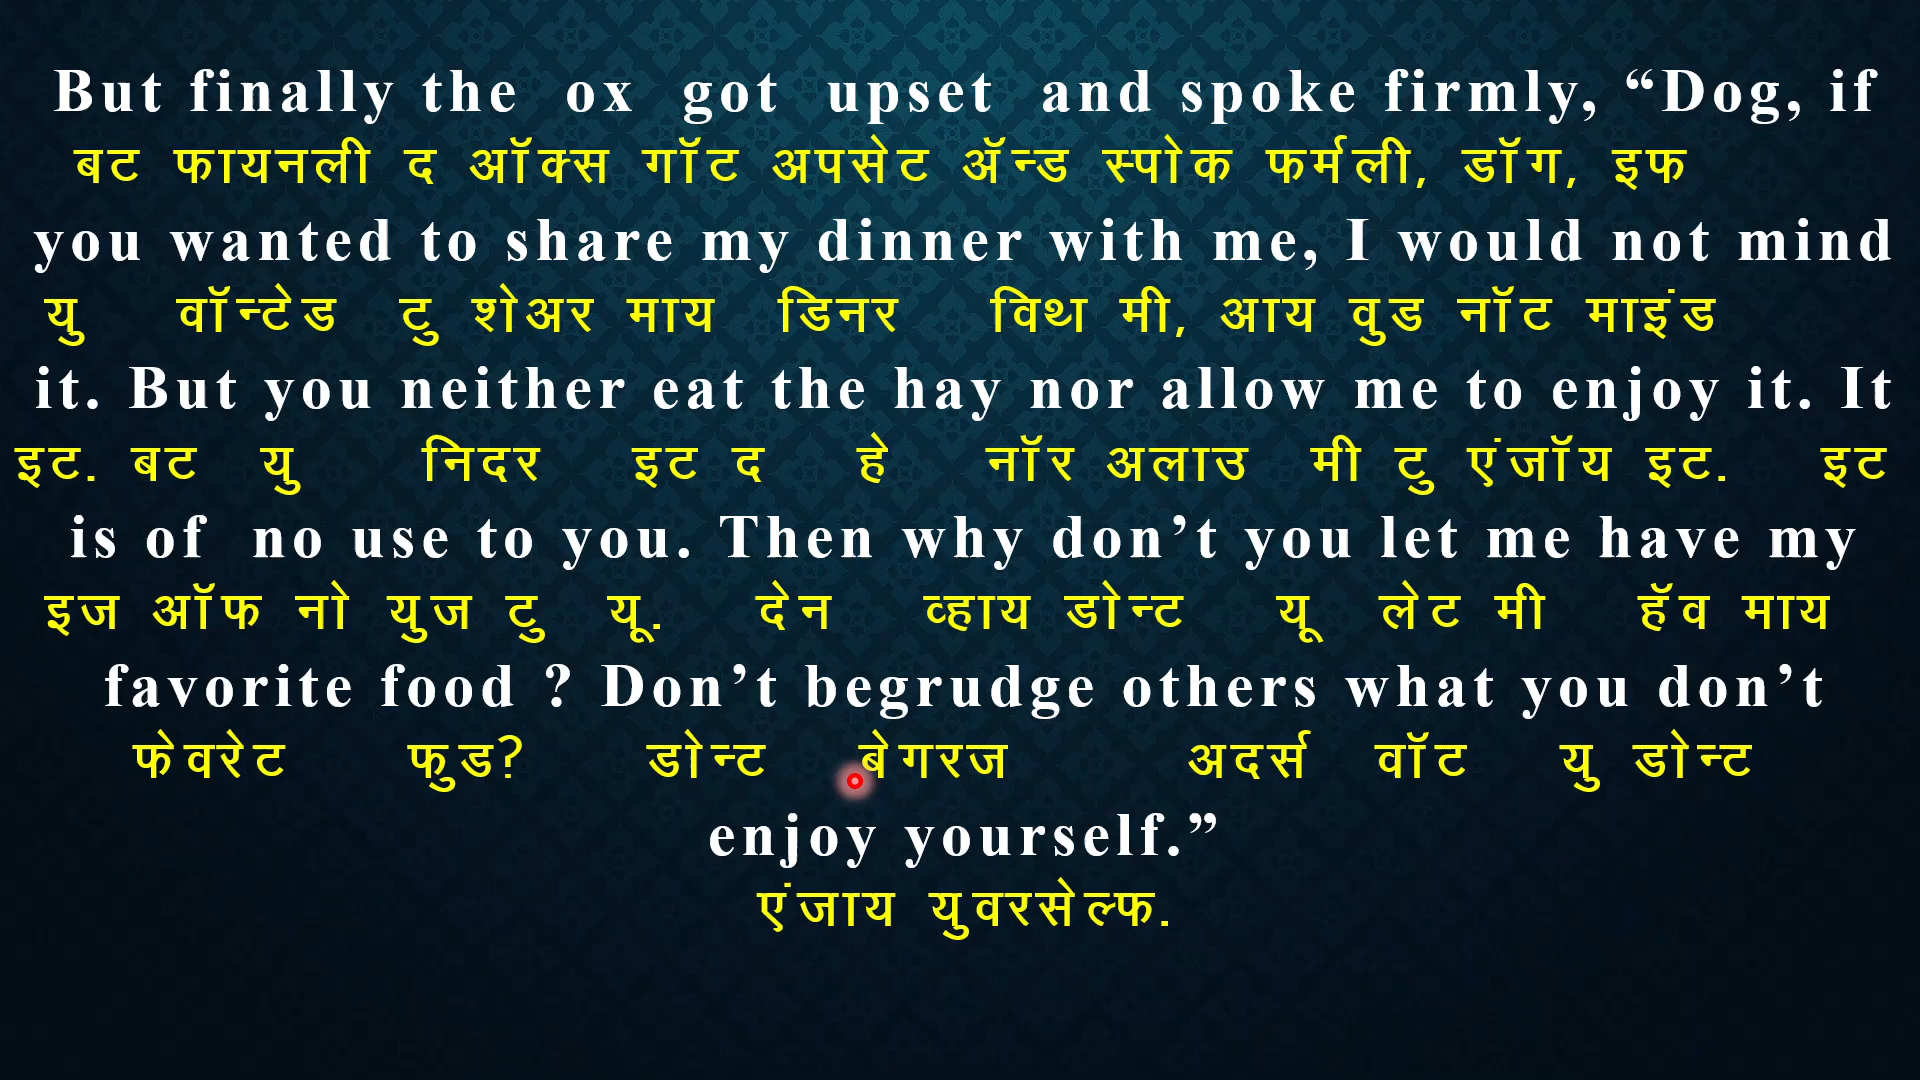 But finally the ox got upset and spoke firmly, “Dog, if
बट फायनली द ऑक्स गॉट अपसेट ॲन्ड स्पोक फर्मली, डॉग, इफ
you wanted to share my dinner with me, I would not mind
यु वॉन्टेड टु शेअर माय डिनर विथ मी, आय वुड नॉट माइंड
it. But you neither eat the hay nor allow me to enjoy it. It
इट. बट यु निदर इट द हे नॉर अलाउ मी टु एंजॉय इट. इट
is of no use to you. Then why don’t you let me have my
इज ऑफ नो युज टु यू. देन व्हाय डोन्ट यू लेट मी हॅव माय
favorite food ? Don’t begrudge others what you don’t
फेवरेट फुड? डोन्ट बेगरज अदर्स वॉट यु डोन्ट
enjoy yourself.”
एंजाय युवरसेल्फ.